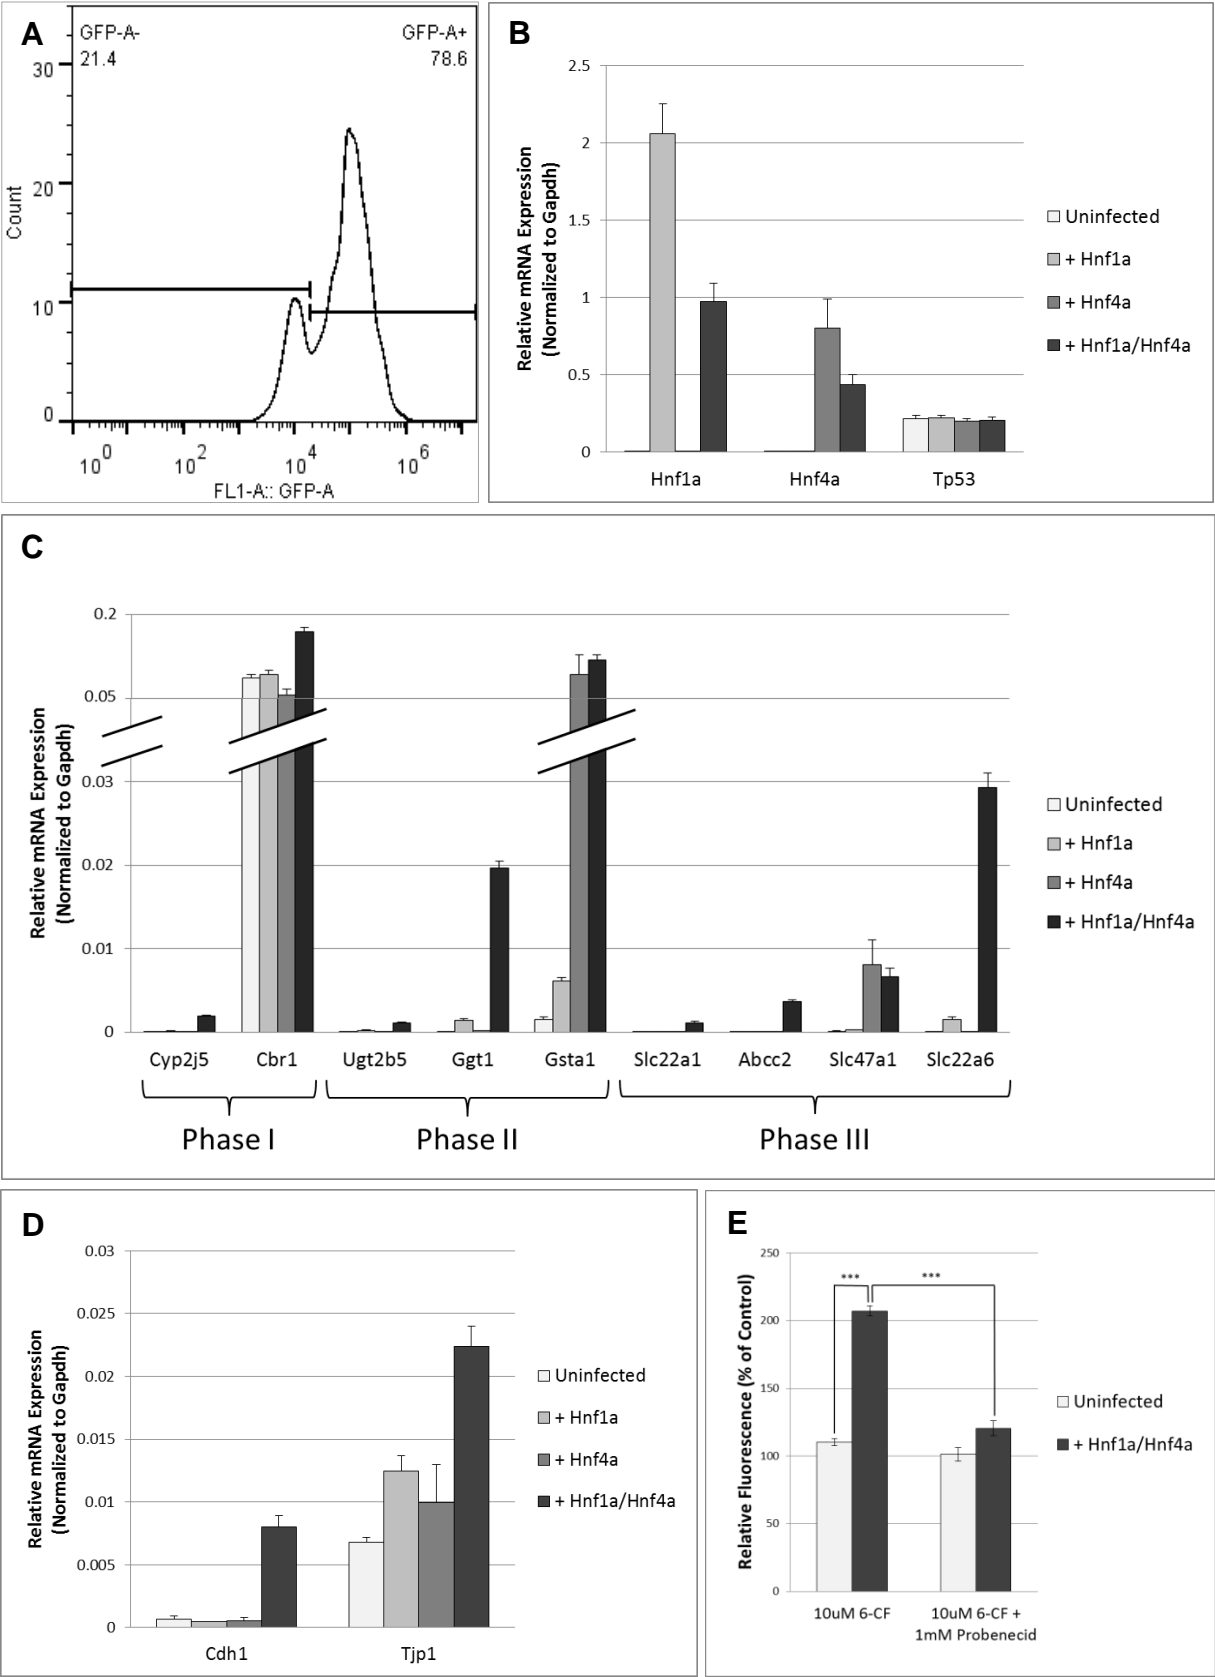 A
GFP-A-
21.4
GFP-A+
78.6
30
20
10
0
Count
10^0
10^2
10^4
10^6
FL1-A:: GFP-A
B
2.5
2
1.5
1
0.5
0
Relative mRNA Expression
(Normalized to Gapdh)
Hnf1a
Hnf4a
Tp53
Uninfected
+ Hnf1a
+ Hnf4a
+ Hnf1a/Hnf4a
C
0.2
0.05
0.03
0.02
0.01
0
Relative mRNA Expression
(Normalized to Gapdh)
Cyp2j5
Cbr1
Ugt2b5
Ggt1
Gsta1
Slc22a1
Abcc2
Slc47a1
Slc22a6
Phase I
Phase II
Phase III
Uninfected
+ Hnf1a
+ Hnf4a
+ Hnf1a/Hnf4a
D
0.03
0.025
0.02
0.015
0.01
0.005
0
Relative mRNA Expression
(Normalized to Gapdh)
Cdh1
Tjp1
Uninfected
+ Hnf1a
+ Hnf4a
+ Hnf1a/Hnf4a
E
250
200
150
100
50
0
Relative Fluorescence (% of Control)
***
***
10uM 6-CF
10uM 6-CF +
1mM Probenecid
Uninfected
+ Hnf1a/Hnf4a